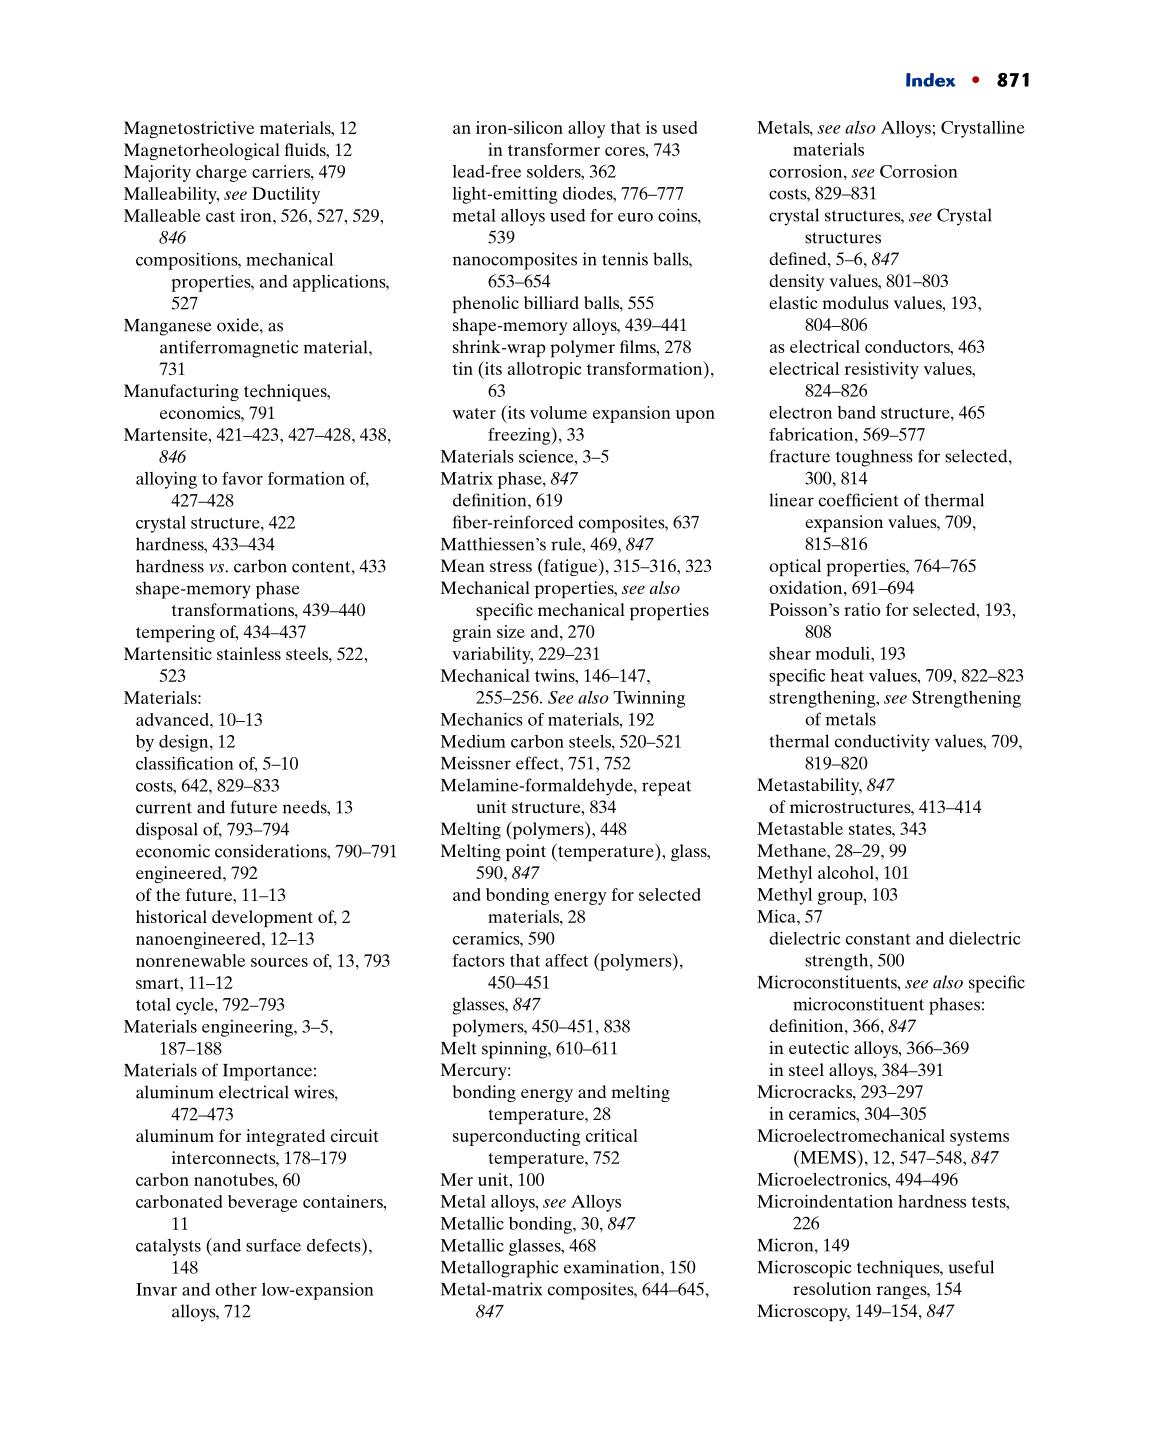 Index • 871
Magnetostrictive materials, 12
Magnetorheological fluids, 12
Majority charge carriers, 479
Malleability, see Ductility
Malleable cast iron, 526, 527, 529,
846
compositions, mechanical
properties, and applications,
527
Manganese oxide, as
antiferromagnetic material,
731
Manufacturing techniques,
economics, 791
Martensite, 421–423, 427–428, 438,
846
alloying to favor formation of,
427–428
crystal structure, 422
hardness, 433–434
hardness vs. carbon content, 433
shape-memory phase
transformations, 439–440
tempering of, 434–437
Martensitic stainless steels, 522,
523
Materials:
advanced, 10–13
by design, 12
classification of, 5–10
costs, 642, 829–833
current and future needs, 13
disposal of, 793–794
economic considerations, 790–791
engineered, 792
of the future, 11–13
historical development of, 2
nanoengineered, 12–13
nonrenewable sources of, 13, 793
smart, 11–12
total cycle, 792–793
Materials engineering, 3–5,
187–188
Materials of Importance:
aluminum electrical wires,
472–473
aluminum for integrated circuit
interconnects, 178–179
carbon nanotubes, 60
carbonated beverage containers,
11
catalysts (and surface defects),
148
Invar and other low-expansion
alloys, 712
an iron-silicon alloy that is used
in transformer cores, 743
lead-free solders, 362
light-emitting diodes, 776–777
metal alloys used for euro coins,
539
nanocomposites in tennis balls,
653–654
phenolic billiard balls, 555
shape-memory alloys, 439–441
shrink-wrap polymer films, 278
tin (its allotropic transformation),
63
water (its volume expansion upon
freezing), 33
Materials science, 3–5
Matrix phase, 847
definition, 619
fiber-reinforced composites, 637
Matthiessen's rule, 469, 847
Mean stress (fatigue), 315–316, 323
Mechanical properties, see also
specific mechanical properties
grain size and, 270
variability, 229–231
Mechanical twins, 146–147,
255–256. See also Twinning
Mechanics of materials, 192
Medium carbon steels, 520–521
Meissner effect, 751, 752
Melamine-formaldehyde, repeat
unit structure, 834
Melting (polymers), 448
Melting point (temperature), glass,
590, 847
and bonding energy for selected
materials, 28
ceramics, 590
factors that affect (polymers),
450–451
glasses, 847
polymers, 450–451, 838
Melt spinning, 610–611
Mercury:
bonding energy and melting
temperature, 28
superconducting critical
temperature, 752
Mer unit, 100
Metal alloys, see Alloys
Metallic bonding, 30, 847
Metallic glasses, 468
Metallographic examination, 150
Metal-matrix composites, 644–645,
847
Metals, see also Alloys; Crystalline
materials
corrosion, see Corrosion
costs, 829–831
crystal structures, see Crystal
structures
defined, 5–6, 847
density values, 801–803
elastic modulus values, 193,
804–806
as electrical conductors, 463
electrical resistivity values,
824–826
electron band structure, 465
fabrication, 569–577
fracture toughness for selected,
300, 814
linear coefficient of thermal
expansion values, 709,
815–816
optical properties, 764–765
oxidation, 691–694
Poisson's ratio for selected, 193,
808
shear moduli, 193
specific heat values, 709, 822–823
strengthening, see Strengthening
of metals
thermal conductivity values, 709,
819–820
Metastability, 847
of microstructures, 413–414
Metastable states, 343
Methane, 28–29, 99
Methyl alcohol, 101
Methyl group, 103
Mica, 57
dielectric constant and dielectric
strength, 500
Microconstituents, see also specific
microconstituent phases:
definition, 366, 847
in eutectic alloys, 366–369
in steel alloys, 384–391
Microcracks, 293–297
in ceramics, 304–305
Microelectromechanical systems
(MEMS), 12, 547–548, 847
Microelectronics, 494–496
Microindentation hardness tests,
226
Micron, 149
Microscopic techniques, useful
resolution ranges, 154
Microscopy, 149–154, 847